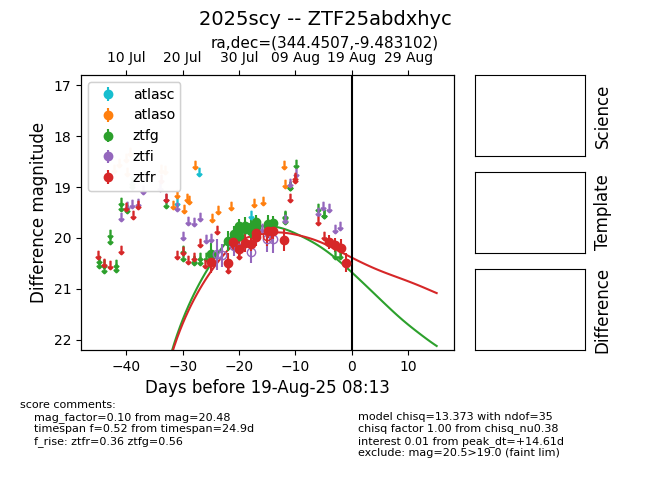 2025scy -- ZTF25abdxhyc
ra,dec=(344.4507,-9.483102)
10 Jul 20 Jul 30 Jul 09 Aug 19 Aug 29 Aug
17
18
19
20
21
22
Difference magnitude
atlasc
atlaso
ztfg
ztfi
ztfr
−40 −30 −20 −10 0 10
Days before 19-Aug-25 08:13
Science
Template
Difference
score comments:
mag_factor=0.10 from mag=20.48
timespan f=0.52 from timespan=24.9d
f_rise: ztfr=0.36 ztfg=0.56
model chisq=13.373 with ndof=35
chisq factor 1.00 from chisq_nu0.38
interest 0.01 from peak_dt=+14.61d
exclude: mag=20.5>19.0 (faint lim)